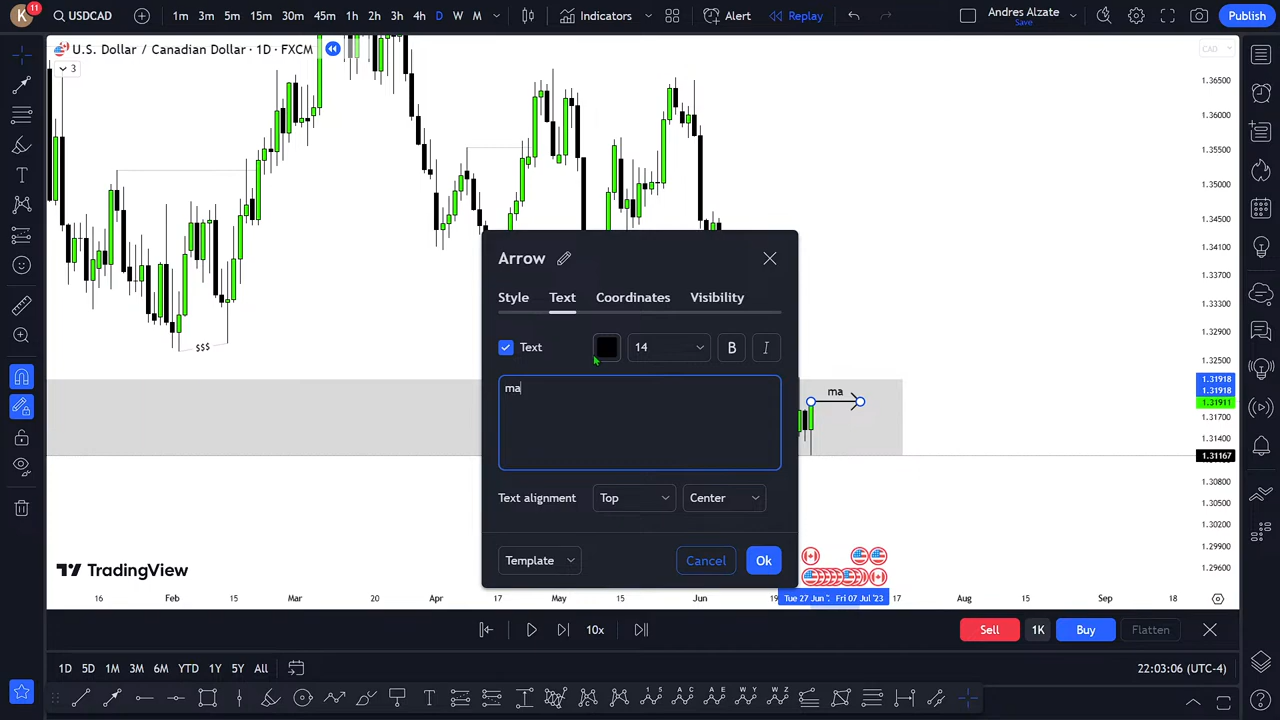 K
11
USDCAD
1m 3m 5m 15m 30m 45m 1h 2h 3h 4h D W M
Indicators
Alert
Replay
Andres Alzate
Save
Publish
U.S. Dollar / Canadian Dollar · 1D · FXCM
3
CAD
1.36500
1.36000
1.35500
1.35000
1.34500
1.34100
1.33700
1.33300
1.32900
1.32500
1.31918
1.31918
1.31911
1.31700
1.31400
1.31167
1.30800
1.30500
1.30200
1.29900
1.29600
$$$
ma
Arrow
Style Text Coordinates Visibility
Text
14
B
I
ma
Text alignment
Top
Center
Template
Cancel
Ok
TradingView
16 Feb 15 Mar 20 Apr 17 May 15 Jun 19 Tue 27 Jun ' Fri 07 Jul '23 17 Aug 15 Sep 18
10x
Sell
1K
Buy
Flatten
1D 5D 1M 3M 6M YTD 1Y 5Y All
22:03:06 (UTC-4)